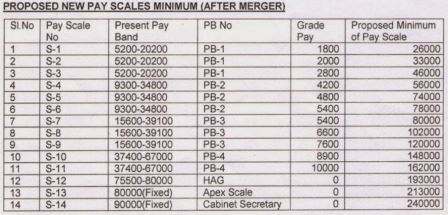 PROPOSED NEW PAY SCALES MINIMUM (AFTER MERGER)
Sl.No Pay Scale No Present Pay Band PB No Grade Pay Proposed Minimum of Pay Scale
1 S-1 5200-20200 PB-1 1800 26000
2 S-2 5200-20200 PB-1 2000 33000
3 S-3 5200-20200 PB-1 2800 46000
4 S-4 9300-34800 PB-2 4200 56000
5 S-5 9300-34800 PB-2 4800 74000
6 S-6 9300-34800 PB-2 5400 78000
7 S-7 15600-39100 PB-3 5400 80000
8 S-8 15600-39100 PB-3 6600 102000
9 S-9 15600-39100 PB-3 7600 120000
10 S-10 37400-67000 PB-4 8900 148000
11 S-11 37400-67000 PB-4 10000 162000
12 S-12 75500-80000 HAG 0 193000
13 S-13 80000(Fixed) Apex Scale 0 213000
14 S-14 90000(Fixed) Cabinet Secretary 0 240000